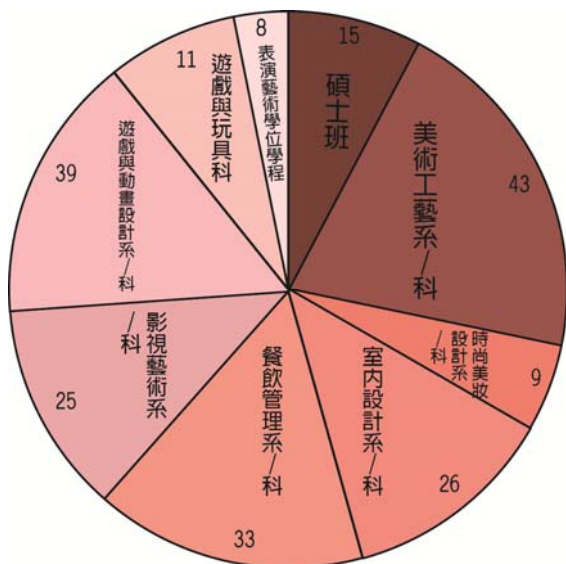 15
碩士班
43
美術工藝系/科
9
時尚美妝
設計系
/科
26
室內設計系/科
33
餐飲管理系/科
25
影視藝術系
/科
39
遊戲與動畫設計系/科
11
遊戲與玩具科
8
表演藝術學位學程